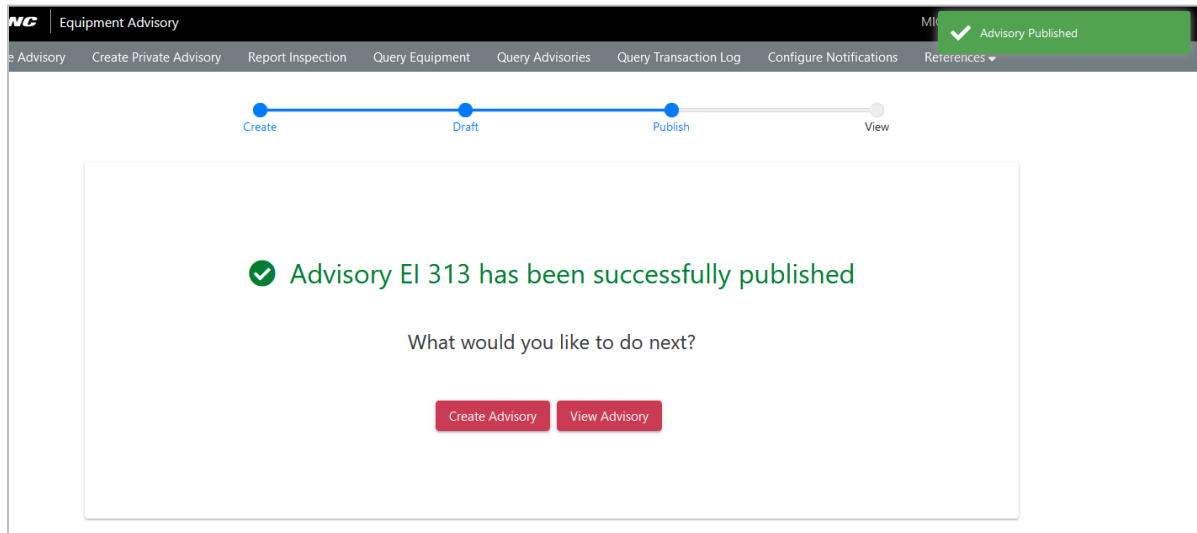 NC Equipment Advisory
MI
Advisory Published
e Advisory Create Private Advisory Report Inspection Query Equipment Query Advisories Query Transaction Log Configure Notifications References
Create Draft Publish View
Advisory EI 313 has been successfully published
What would you like to do next?
Create Advisory View Advisory